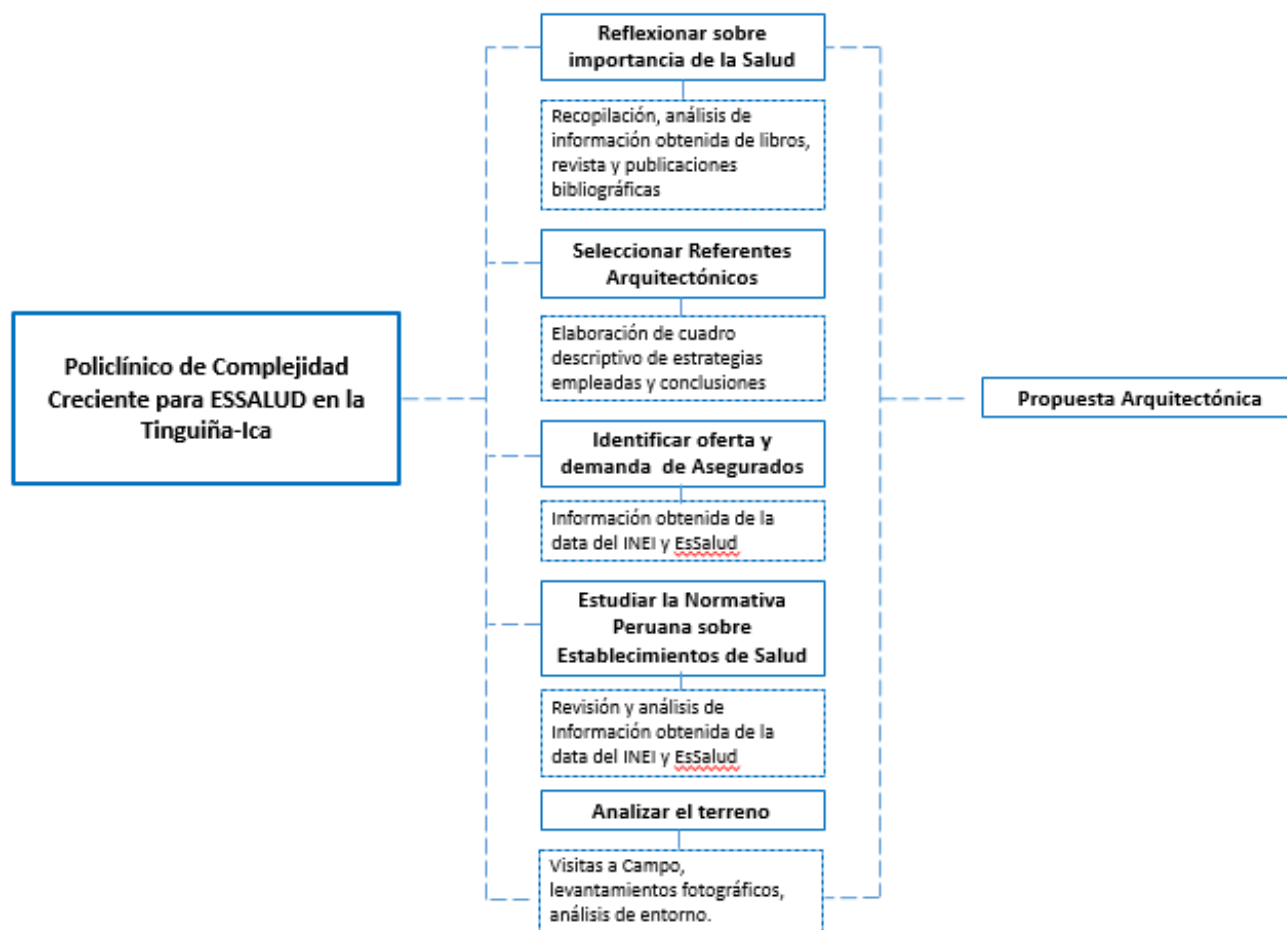 Reflexionar sobre
importancia de la Salud
Recopilación, análisis de
información obtenida de libros,
revista y publicaciones
bibliográficas
Seleccionar Referentes
Arquitectónicos
Elaboración de cuadro
descriptivo de estrategias
empleadas y conclusiones
Policlínico de Complejidad
Creciente para ESSALUD en la
Tinguiña-Ica
Propuesta Arquitectónica
Identificar oferta y
demanda de Asegurados
Información obtenida de la
data del INEI y EsSalud
Estudiar la Normativa
Peruana sobre
Establecimientos de Salud
Revisión y análisis de
Información obtenida de la
data del INEI y EsSalud
Analizar el terreno
Visitas a Campo,
levantamientos fotográficos,
análisis de entorno.